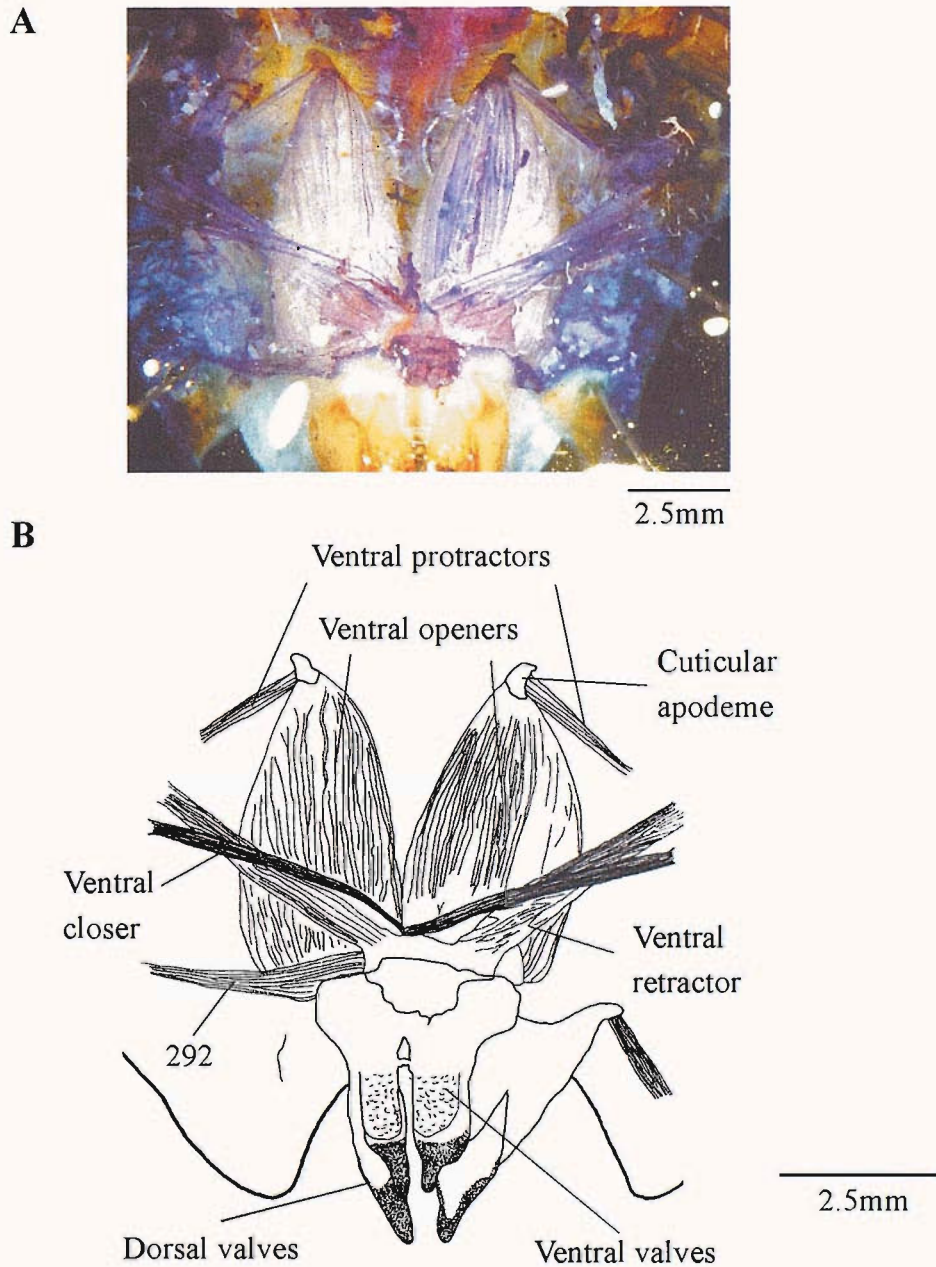 A
2.5mm
B
Ventral protractors
Ventral openers
Cuticular
apodeme
Ventral
closer
Ventral
retractor
292
2.5mm
Dorsal valves
Ventral valves